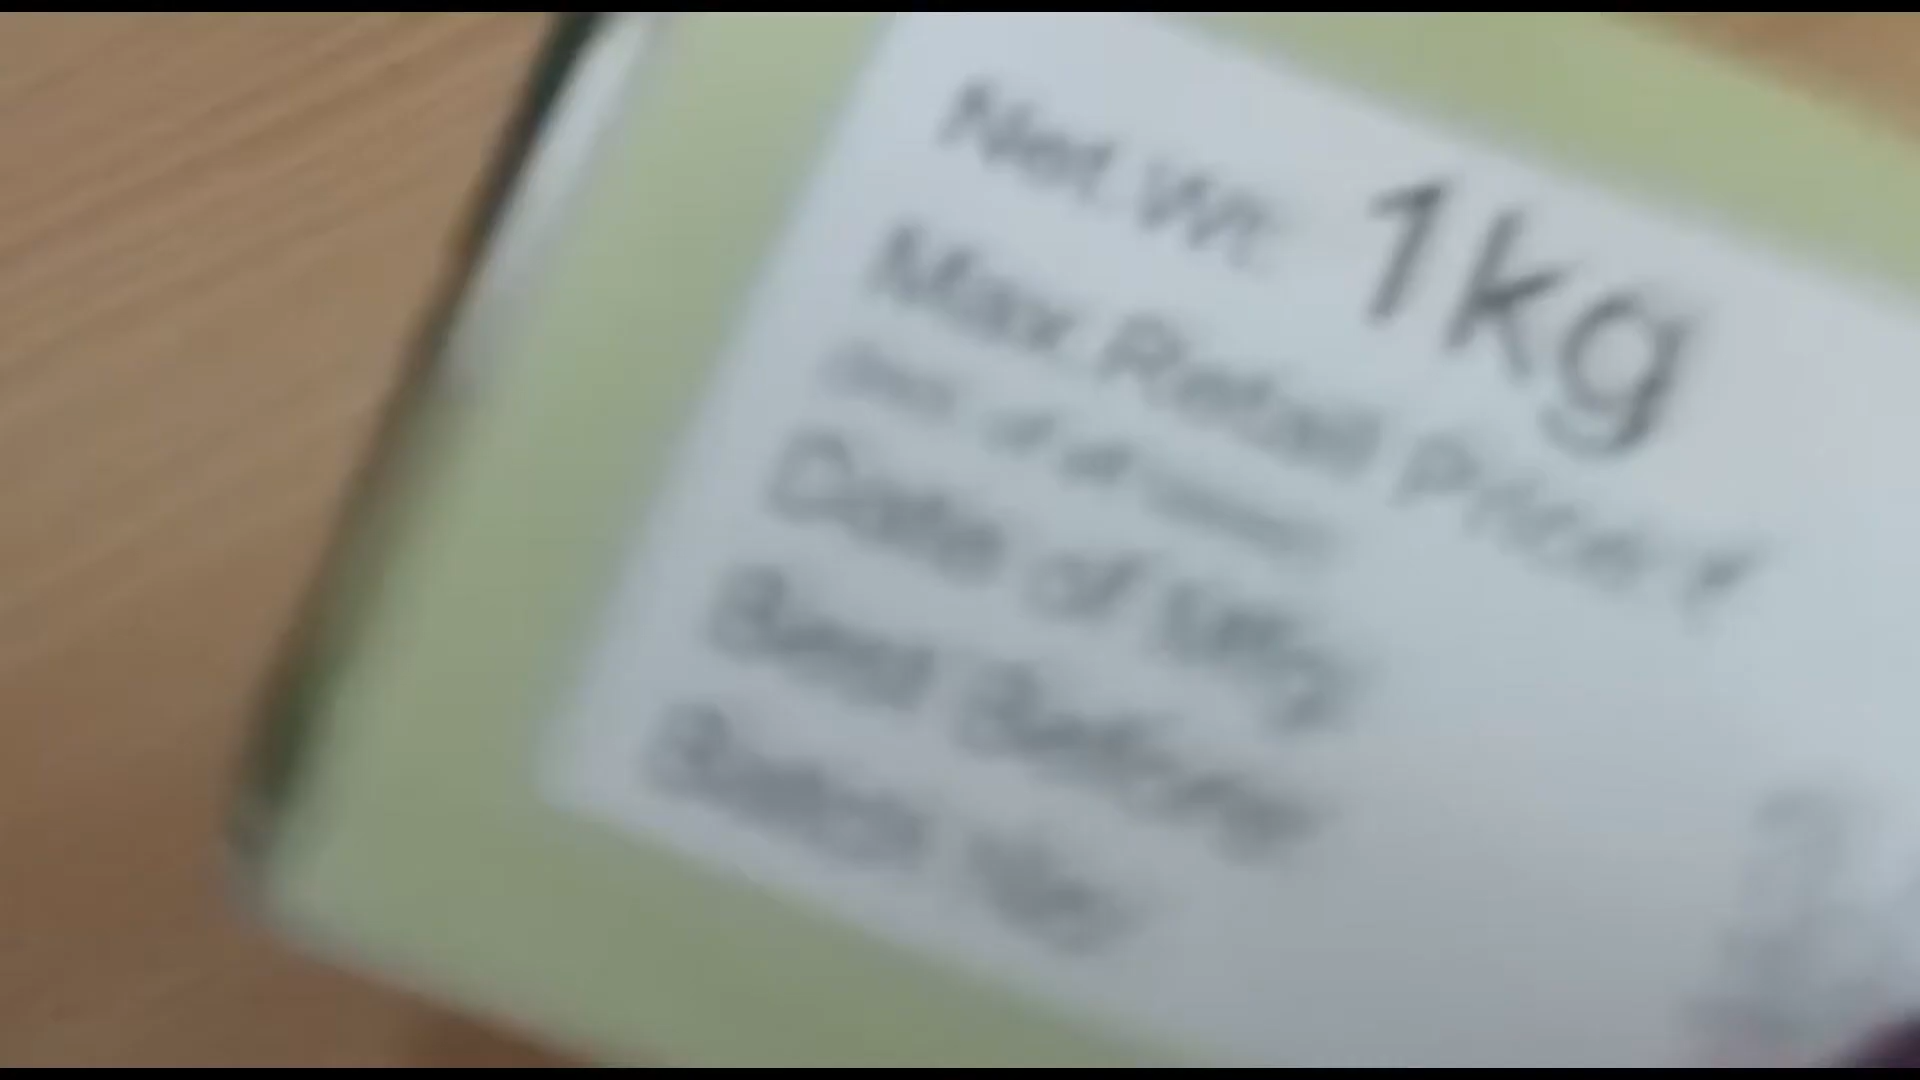 Net.Wt. 1kg
Max.Retail Price ₹
Date of Mfg
Best Before
Batch No.